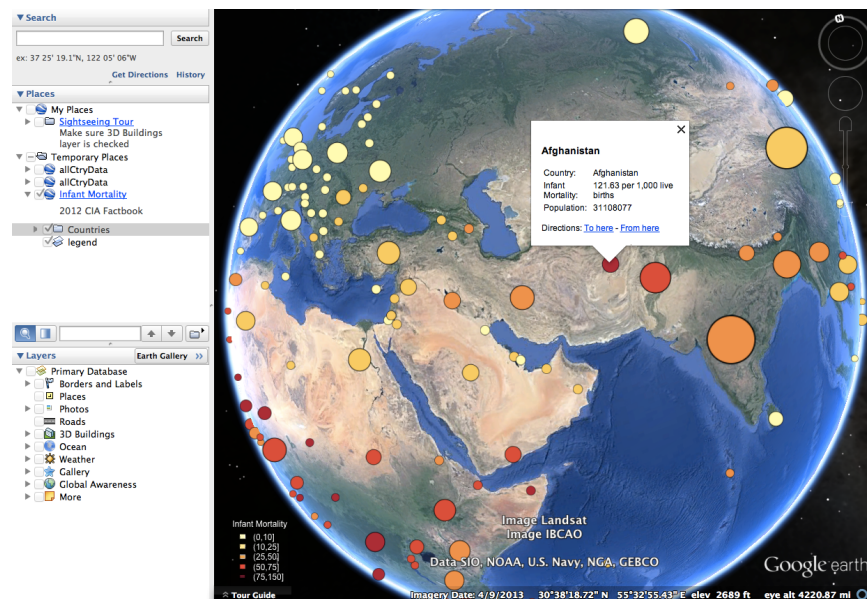 Search
Search
ex: 37 25' 19.1"N, 122 05' 06"W
Get Directions History
Places
My Places
Sightseeing Tour
Make sure 3D Buildings
layer is checked
Temporary Places
allCtryData
allCtryData
Infant Mortality
2012 CIA Factbook
Countries
legend
Layers
Earth Gallery >>
Primary Database
Borders and Labels
Places
Photos
Roads
3D Buildings
Ocean
Weather
Gallery
Global Awareness
More
N
Afghanistan
Country: Afghanistan
Infant 121.63 per 1,000 live
Mortality: births
Population: 31108077
Directions: To here - From here
Infant Mortality
(0,10]
(10,25]
(25,50]
(50,75]
(75,150]
Image Landsat
Image IBCAO
Data SIO, NOAA, U.S. Navy, NGA, GEBCO
Google earth
Tour Guide
Imagery Date: 4/9/2013 30°38'18.72" N 55°32'55.43" E elev 2689 ft eye alt 4220.87 mi